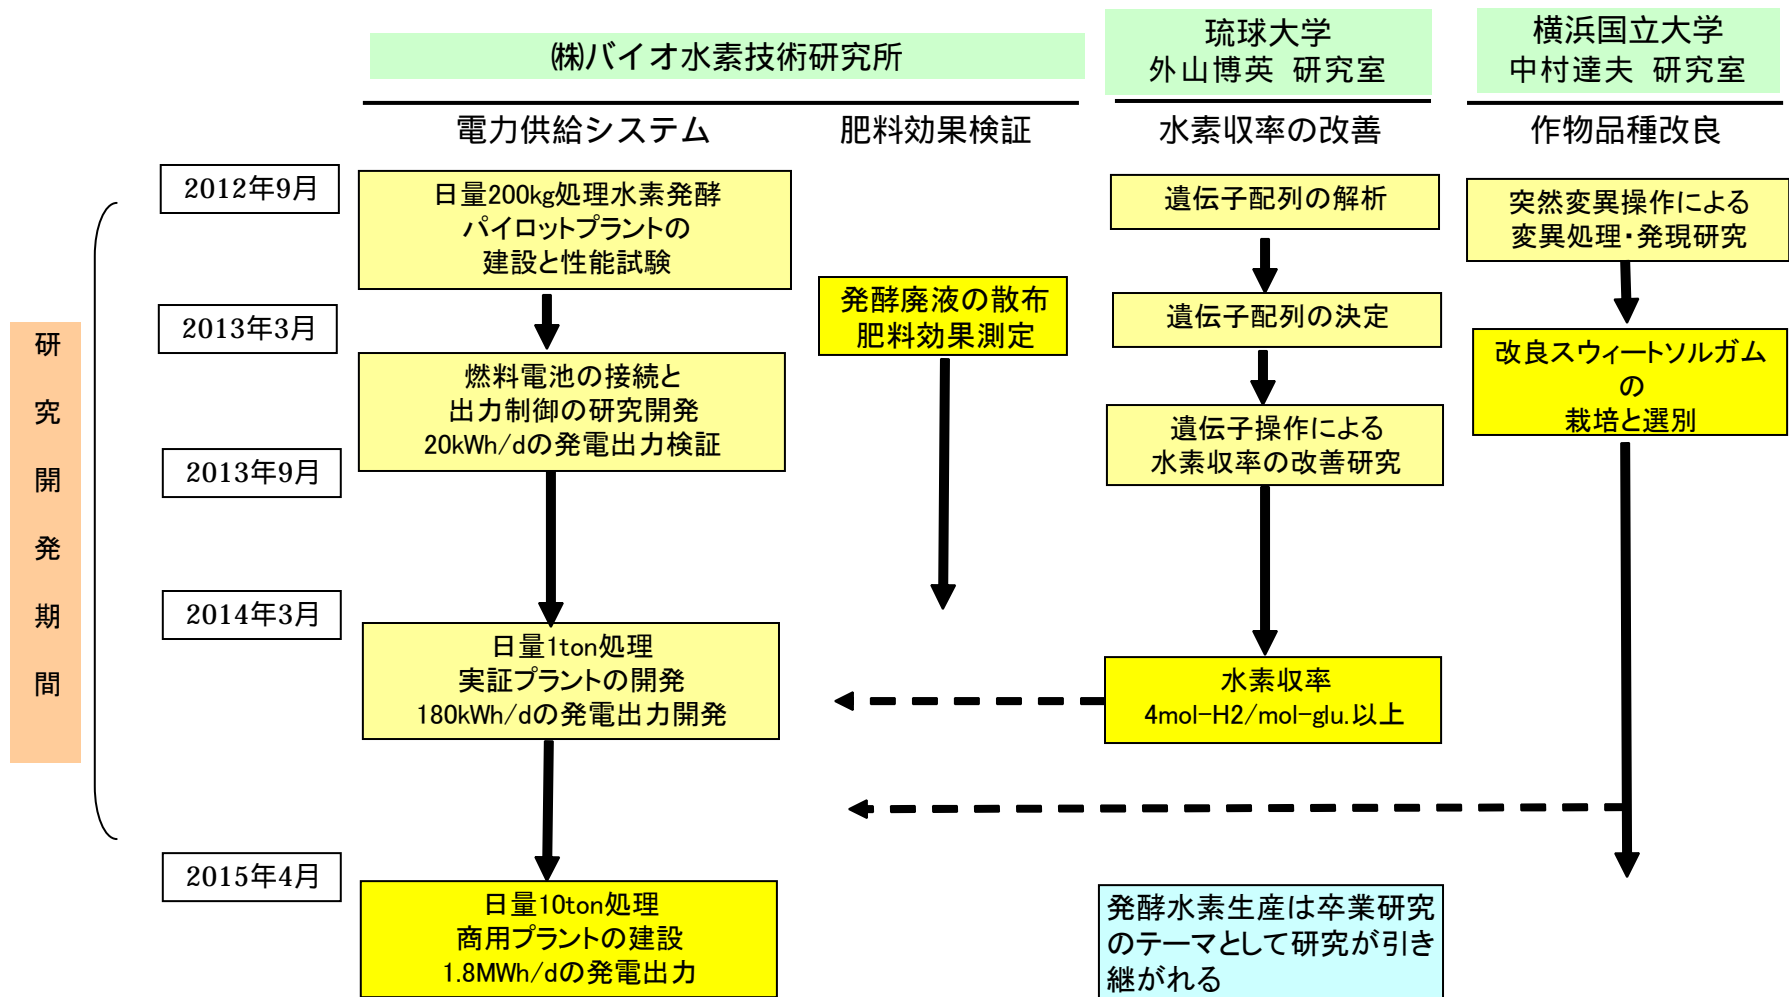 ㈱バイオ水素技術研究所
琉球大学
外山博英 研究室
横浜国立大学
中村達夫 研究室
電力供給システム
肥料効果検証
水素収率の改善
作物品種改良
研究開発期間
2012年9月
2013年3月
2013年9月
2014年3月
2015年4月
日量200kg処理水素発酵
パイロットプラントの
建設と性能試験
燃料電池の接続と
出力制御の研究開発
20kWh/dの発電出力検証
日量1ton処理
実証プラントの開発
180kWh/dの発電出力開発
日量10ton処理
商用プラントの建設
1.8MWh/dの発電出力
発酵廃液の散布
肥料効果測定
遺伝子配列の解析
遺伝子配列の決定
遺伝子操作による
水素収率の改善研究
水素収率
4mol-H2/mol-glu.以上
突然変異操作による
変異処理・発現研究
改良スウィートソルガム
の
栽培と選別
発酵水素生産は卒業研究
のテーマとして研究が引き
継がれる